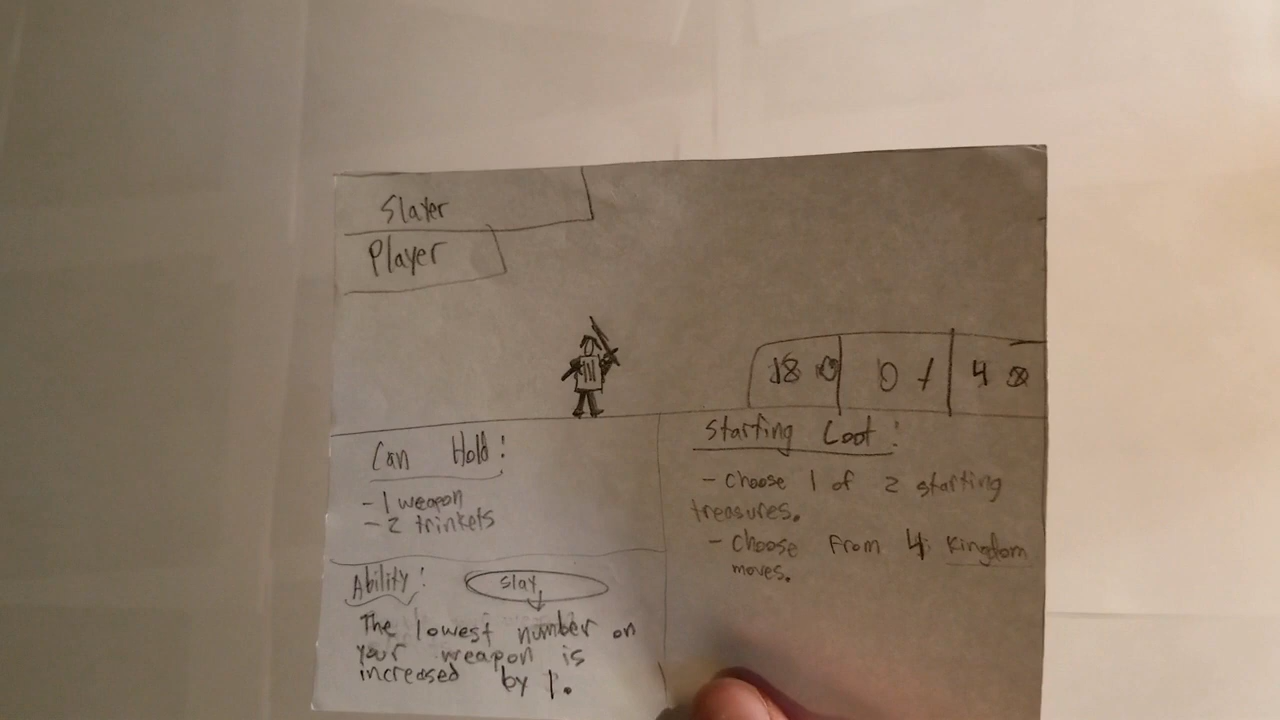 Slayer
Player
18 0 1 4
Can Hold:
- 1 weapon
- 2 trinkets
Starting Loot:
- Choose 1 of 2 starting
treasures.
- Choose from 4 Kingdom
moves.
Ability:
slay
The lowest number on
your weapon is
increased by 1.